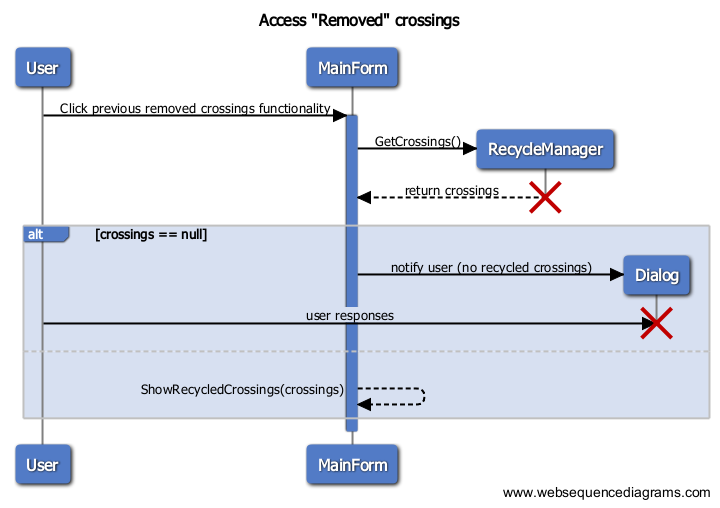 Access "Removed" crossings
User
MainForm
Click previous removed crossings functionality
GetCrossings()
RecycleManager
return crossings
alt
[crossings == null]
notify user (no recycled crossings)
Dialog
user responses
ShowRecycledCrossings(crossings)
User
MainForm
www.websequencediagrams.com